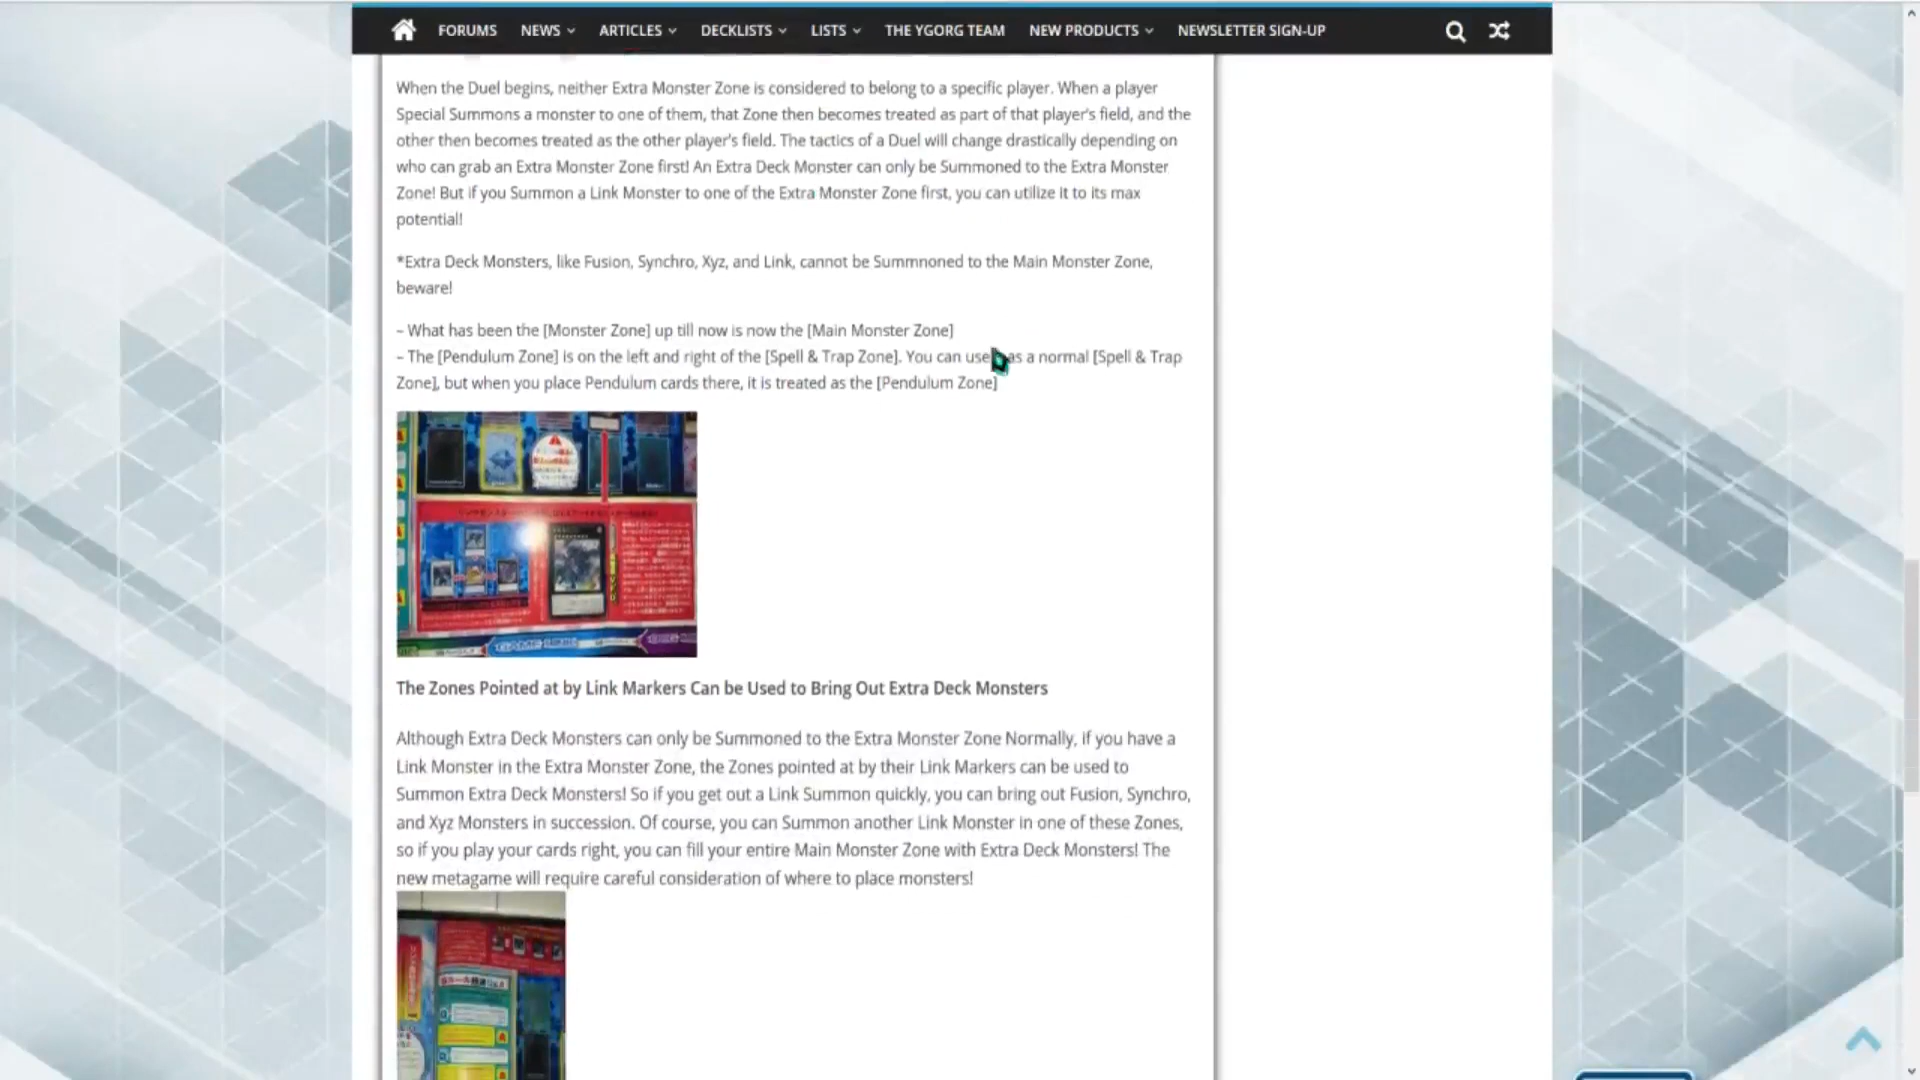 FORUMS NEWS ARTICLES DECKLISTS LISTS THE YGORG TEAM NEW PRODUCTS NEWSLETTER SIGN-UP
When the Duel begins, neither Extra Monster Zone is considered to belong to a specific player. When a player
Special Summons a monster to one of them, that Zone then becomes treated as part of that player's field, and the
other then becomes treated as the other player's field. The tactics of a Duel will change drastically depending on
who can grab an Extra Monster Zone first! An Extra Deck Monster can only be Summoned to the Extra Monster
Zone! But if you Summon a Link Monster to one of the Extra Monster Zone first, you can utilize it to its max
potential!
*Extra Deck Monsters, like Fusion, Synchro, Xyz, and Link, cannot be Summnoned to the Main Monster Zone,
beware!
– What has been the [Monster Zone] up till now is now the [Main Monster Zone]
– The [Pendulum Zone] is on the left and right of the [Spell & Trap Zone]. You can use as a normal [Spell & Trap
Zone], but when you place Pendulum cards there, it is treated as the [Pendulum Zone]
The Zones Pointed at by Link Markers Can be Used to Bring Out Extra Deck Monsters
Although Extra Deck Monsters can only be Summoned to the Extra Monster Zone Normally, if you have a
Link Monster in the Extra Monster Zone, the Zones pointed at by their Link Markers can be used to
Summon Extra Deck Monsters! So if you get out a Link Summon quickly, you can bring out Fusion, Synchro,
and Xyz Monsters in succession. Of course, you can Summon another Link Monster in one of these Zones,
so if you play your cards right, you can fill your entire Main Monster Zone with Extra Deck Monsters! The
new metagame will require careful consideration of where to place monsters!